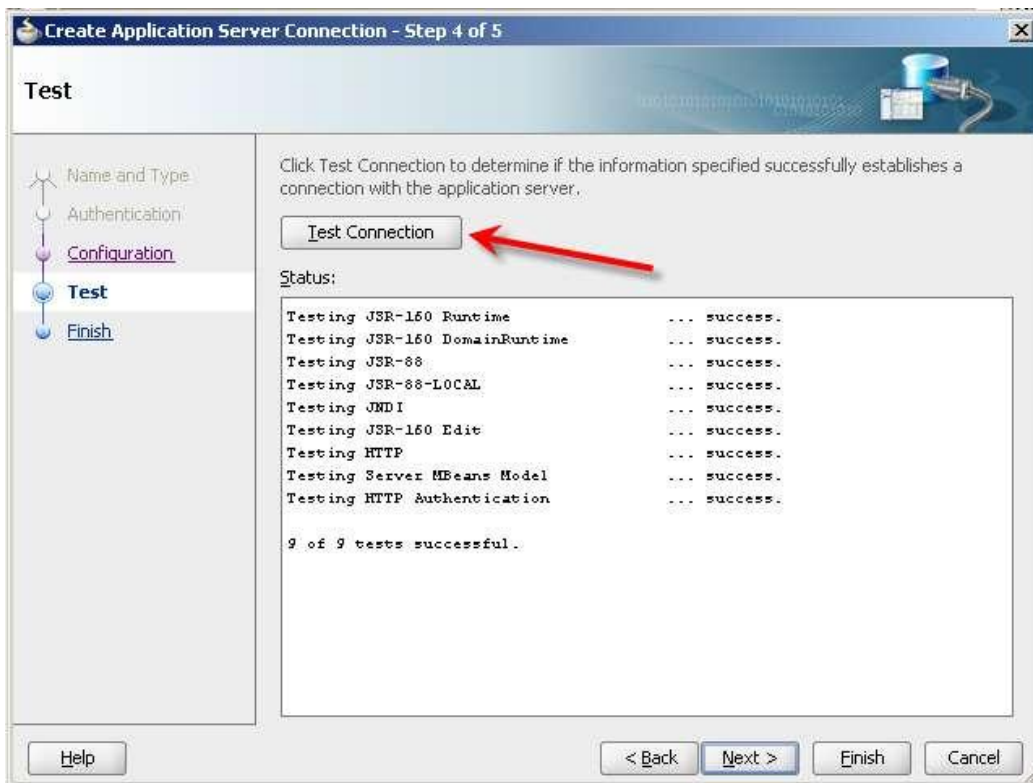 Create Application Server Connection - Step 4 of 5
Test
Name and Type
Authentication
Configuration
Test
Finish
Click Test Connection to determine if the information specified successfully establishes a
connection with the application server.
Test Connection
Status:
Testing JSR-160 Runtime ... success.
Testing JSR-160 DomainRuntime ... success.
Testing JSR-88 ... success.
Testing JSR-88-LOCAL ... success.
Testing JNDI ... success.
Testing JSR-160 Edit ... success.
Testing HTTP ... success.
Testing Server MBeans Model ... success.
Testing HTTP Authentication ... success.
9 of 9 tests successful.
Help
< Back
Next >
Finish
Cancel